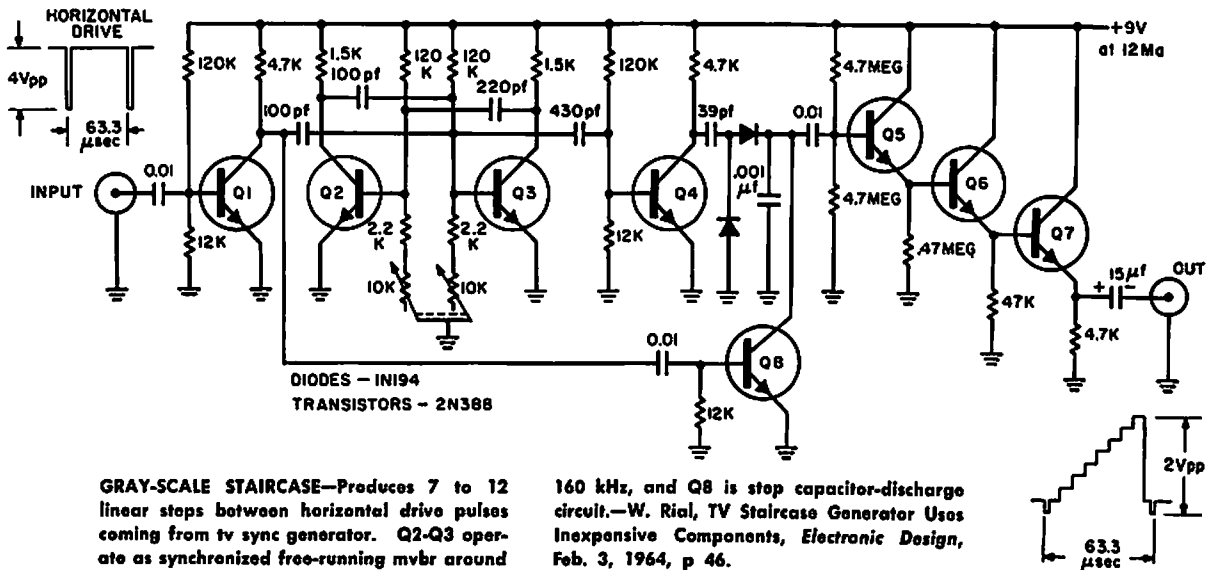 HORIZONTAL
DRIVE
4Vpp
63.3
μsec
INPUT
0.01
120K
12K
4.7K
Q1
100pf
1.5K
100pf
Q2
120
K
120
K
220pf
2.2
K
2.2
K
10K
10K
1.5K
Q3
430pf
120K
12K
4.7K
Q4
39pf
.001
μf
0.01
4.7MEG
4.7MEG
Q5
.47MEG
Q6
47K
Q7
4.7K
+9V
at 12Ma
+ 15μf -
OUT
0.01
12K
Q8
DIODES - IN194
TRANSISTORS - 2N388
2Vpp
63.3
μsec
GRAY-SCALE STAIRCASE—Produces 7 to 12
linear steps between horizontal drive pulses
coming from tv sync generator. Q2-Q3 oper-
ate as synchronized free-running mvbr around
160 kHz, and Q8 is step capacitor-discharge
circuit.—W. Rial, TV Staircase Generator Uses
Inexpensive Components, Electronic Design,
Feb. 3, 1964, p 46.